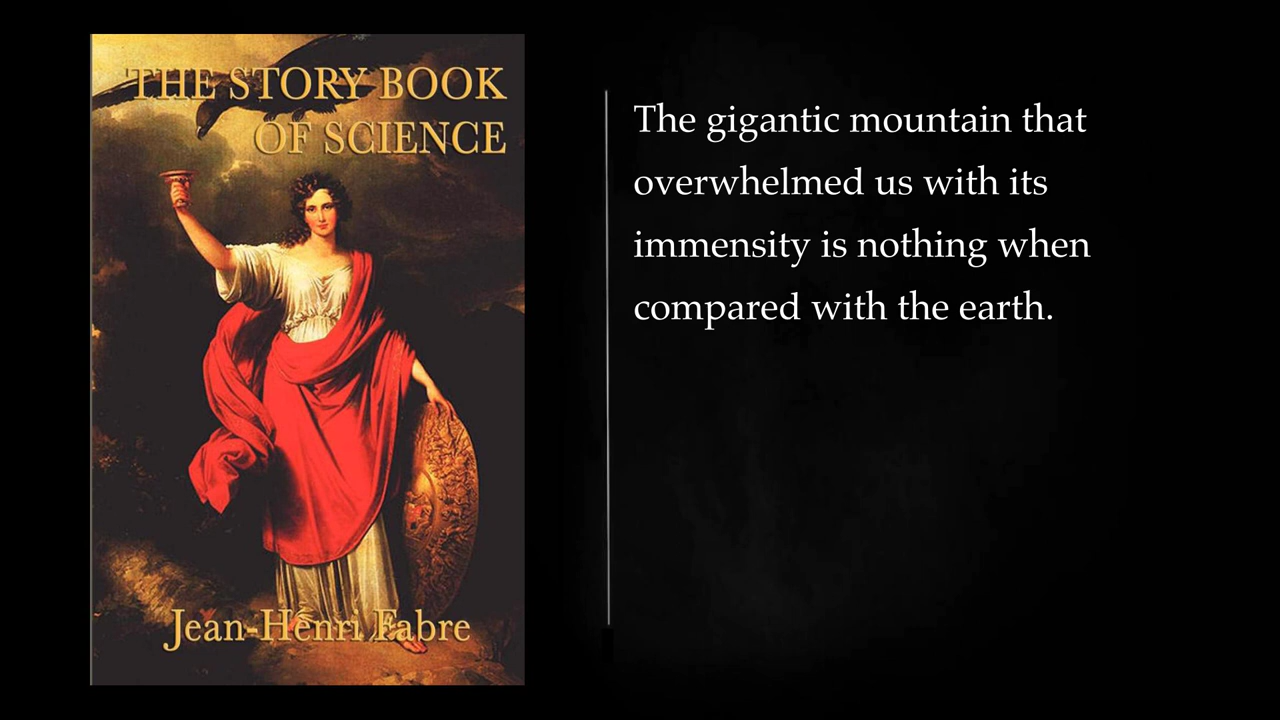 THE STORY BOOK
OF SCIENCE
Jean-Henri Fabre
The gigantic mountain that
overwhelmed us with its
immensity is nothing when
compared with the earth.